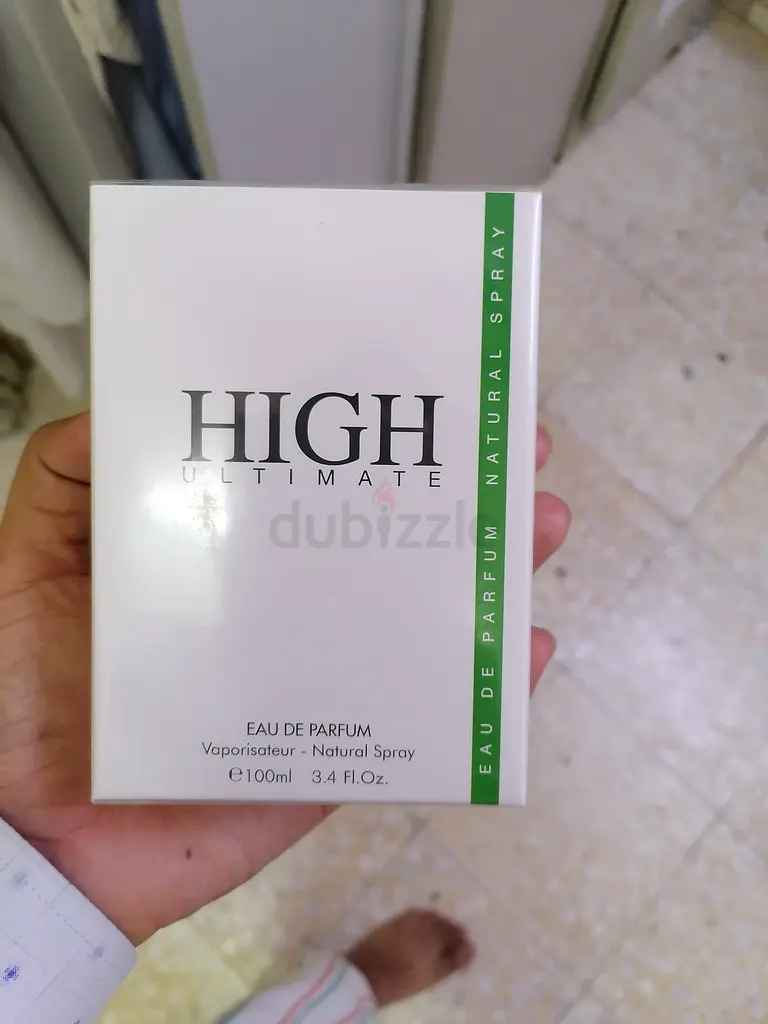 HIGH
ULTIMATE
dubizzle
EAU DE PARFUM
Vaporisateur - Natural Spray
℮100ml 3.4 Fl.Oz.
EAU DE PARFUM NATURAL SPRAY